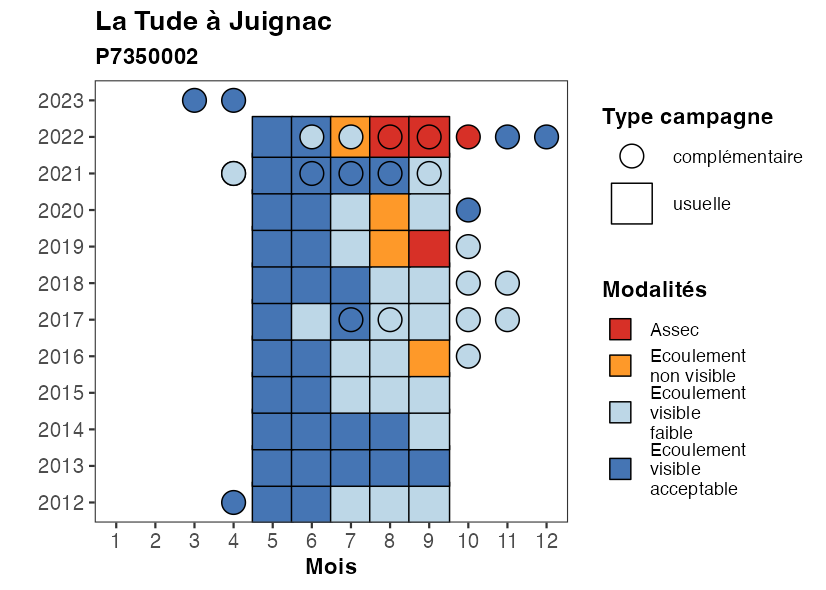 La Tude à Juignac
P7350002
2023
2022
2021
2020
2019
2018
2017
2016
2015
2014
2013
2012
1 2 3 4 5 6 7 8 9 10 11 12
Mois
Type campagne
complémentaire
usuelle
Modalités
Assec
Ecoulement
non visible
Ecoulement
visible
faible
Ecoulement
visible
acceptable